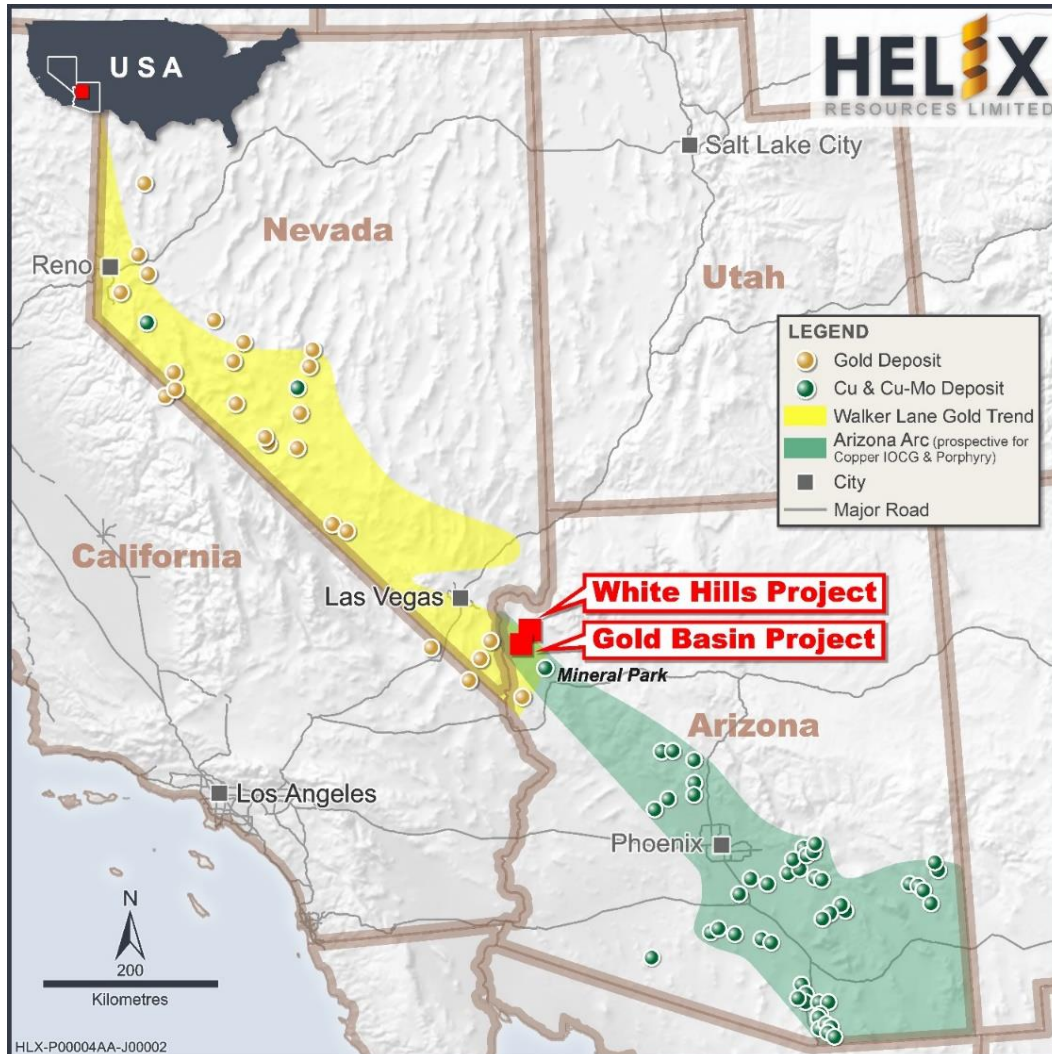 USA
HELIX
RESOURCES LIMITED
Salt Lake City
Nevada
Reno
Utah
LEGEND
Gold Deposit
Cu & Cu-Mo Deposit
Walker Lane Gold Trend
Arizona Arc (prospective for
Copper IOCG & Porphyry)
City
Major Road
California
Las Vegas
White Hills Project
Gold Basin Project
Mineral Park
Arizona
Los Angeles
Phoenix
N
200
Kilometres
HLX-P00004AA-J00002